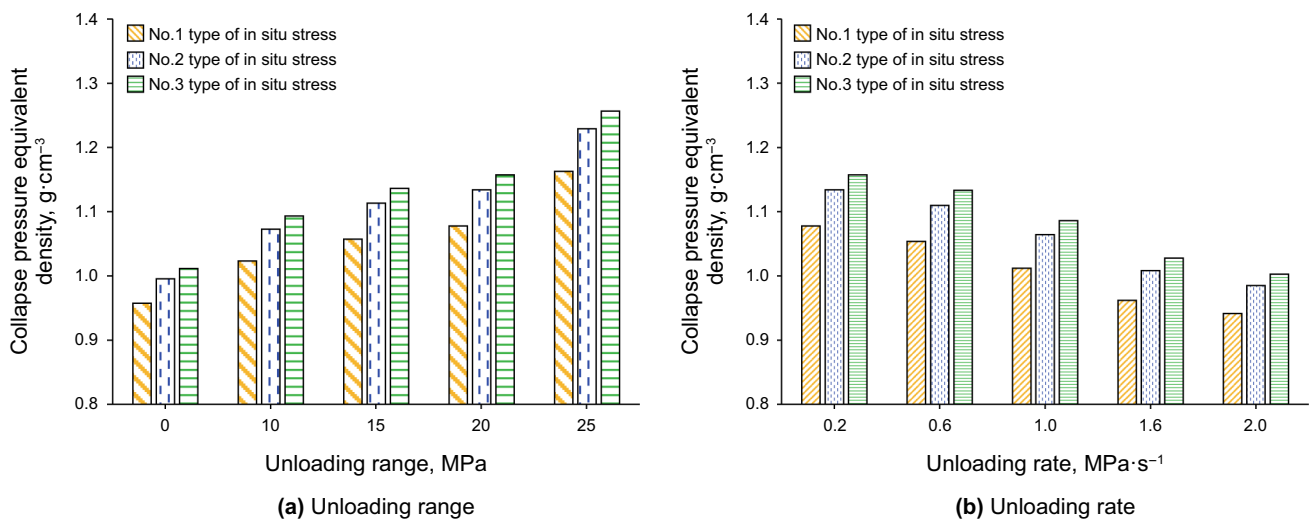 1.4
1.3
1.2
1.1
1.0
0.9
0.8
Collapse pressure equivalent
density, g·cm⁻³
No.1 type of in situ stress
No.2 type of in situ stress
No.3 type of in situ stress
0 10 15 20 25
Unloading range, MPa
(a) Unloading range
1.4
1.3
1.2
1.1
1.0
0.9
0.8
Collapse pressure equivalent
density, g·cm⁻³
No.1 type of in situ stress
No.2 type of in situ stress
No.3 type of in situ stress
0.2 0.6 1.0 1.6 2.0
Unloading rate, MPa·s⁻¹
(b) Unloading rate